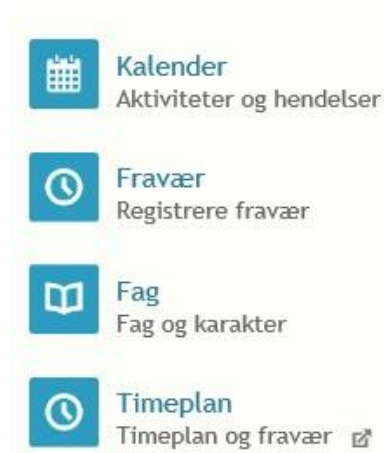 Kalender
Aktiviteter og hendelser
Fravær
Registrere fravær
Fag
Fag og karakter
Timeplan
Timeplan og fravær